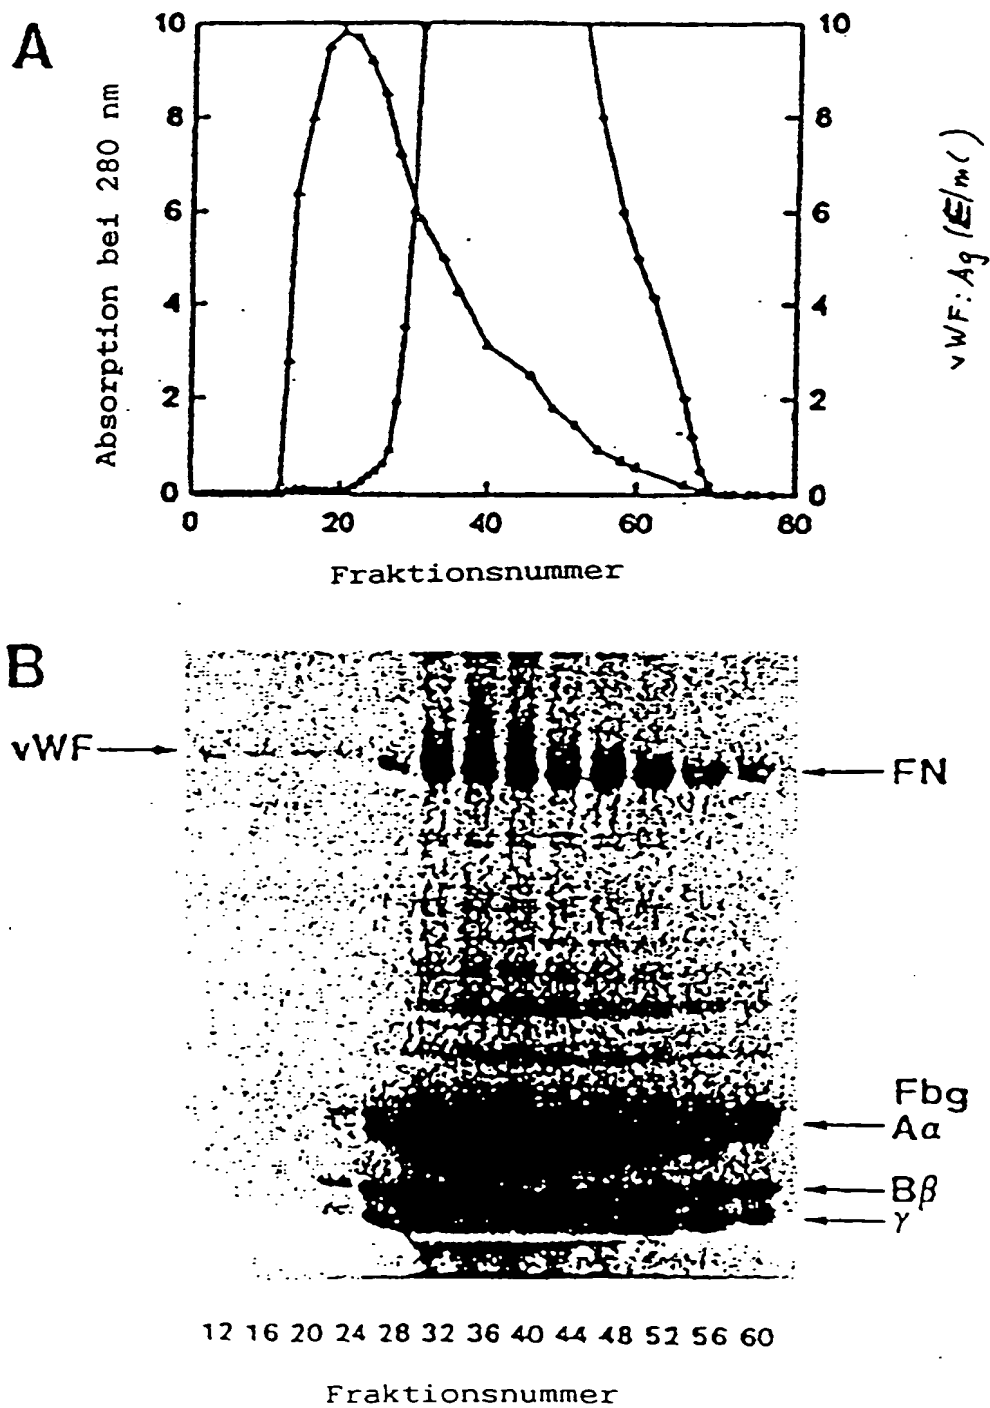 A
10
8
6
4
2
0
Absorption bei 280 nm
10
8
6
4
2
0
vWF:Ag (E/ml)
0 20 40 60 80
Fraktionsnummer
B
vWF
FN
Fbg
Aα
Bβ
γ
12 16 20 24 28 32 36 40 44 48 52 56 60
Fraktionsnummer